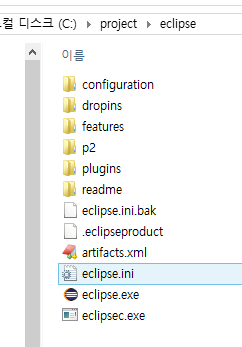 컬 디스크 (C:) ▸ project ▸ eclipse
이름
configuration
dropins
features
p2
plugins
readme
eclipse.ini.bak
.eclipseproduct
artifacts.xml
eclipse.ini
eclipse.exe
eclipsec.exe